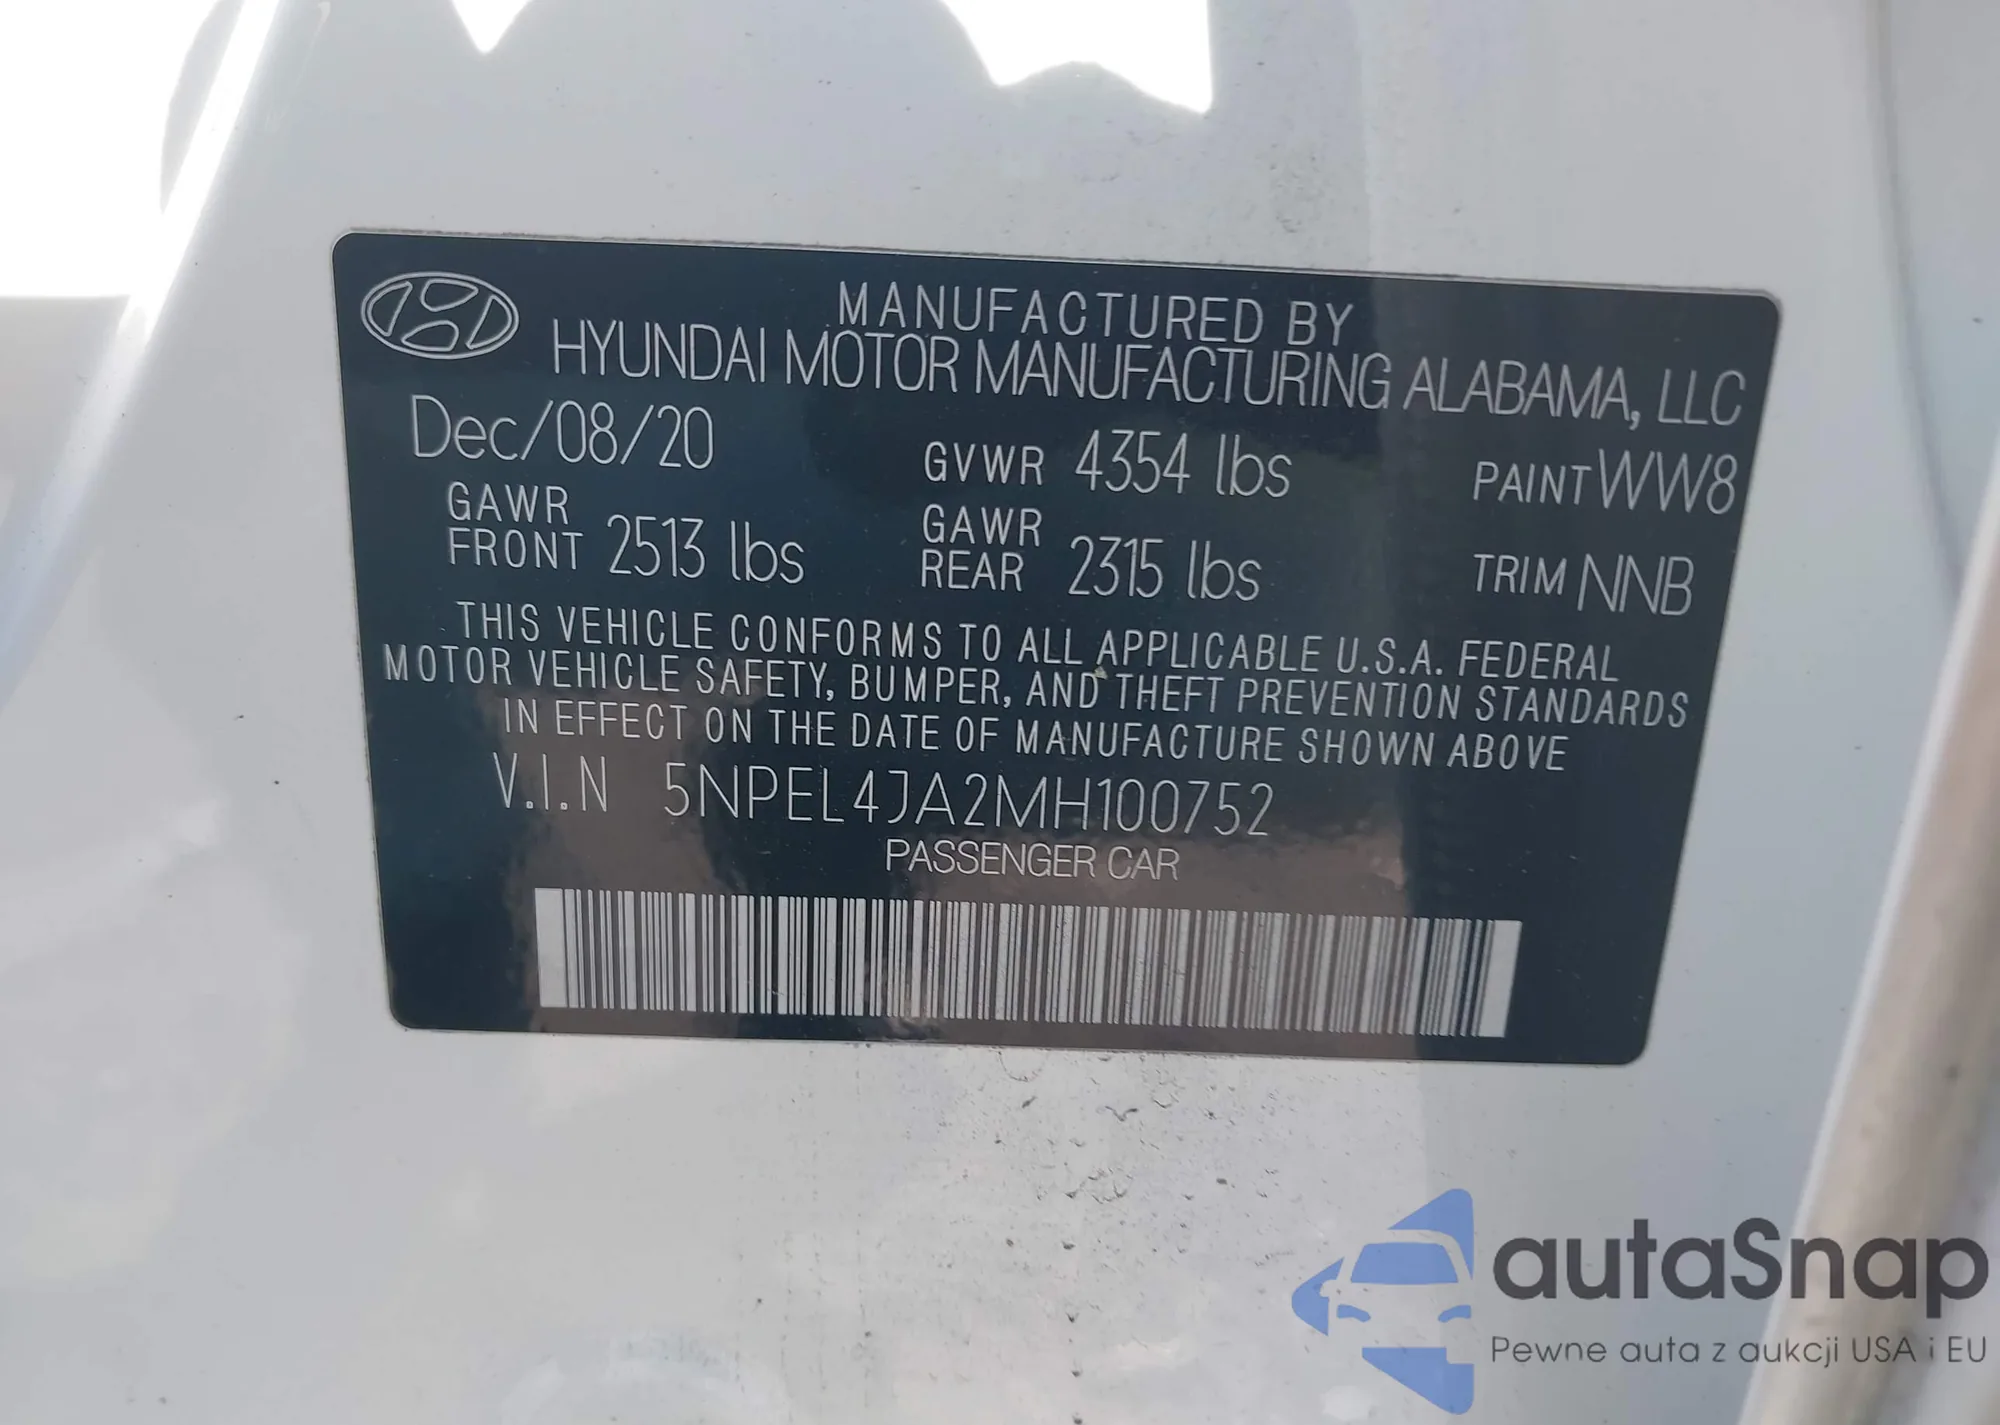 MANUFACTURED BY
HYUNDAI MOTOR MANUFACTURING ALABAMA, LLC
Dec/08/20 GVWR 4354 lbs PAINT WW8
GAWR FRONT 2513 lbs GAWR REAR 2315 lbs TRIM NNB
THIS VEHICLE CONFORMS TO ALL APPLICABLE U.S.A. FEDERAL
MOTOR VEHICLE SAFETY, BUMPER, AND THEFT PREVENTION STANDARDS
IN EFFECT ON THE DATE OF MANUFACTURE SHOWN ABOVE
V.I.N 5NPEL4JA2MH100752
PASSENGER CAR
autaSnap
Pewne auta z aukcji USA i EU